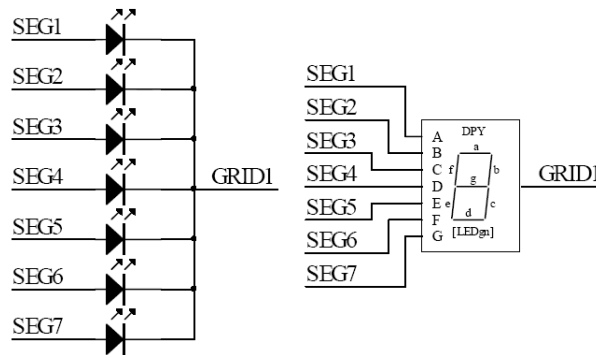 SEG1
SEG2
SEG3
SEG4
SEG5
SEG6
SEG7
GRID1
SEG1
SEG2
SEG3
SEG4
SEG5
SEG6
SEG7
A
B
C
D
E
F
G
DPY
a
f
b
g
e
c
d
[LEDgn]
GRID1